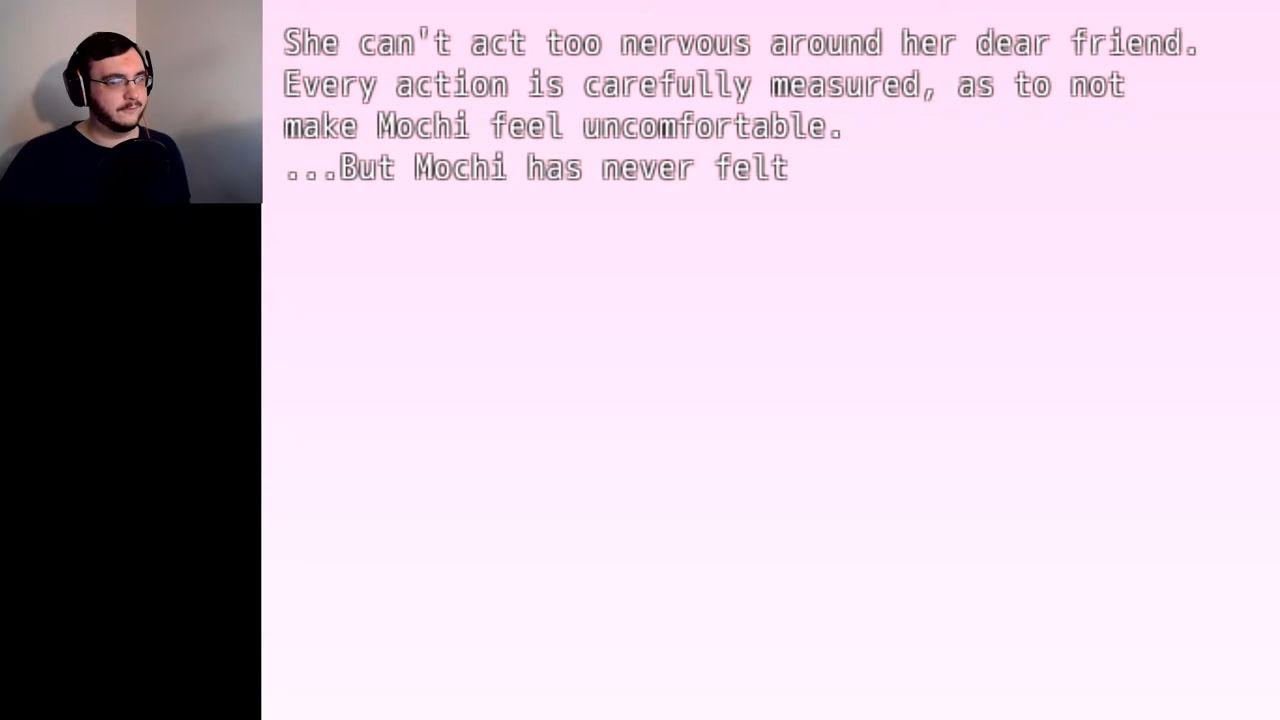 She can't act too nervous around her dear friend.
Every action is carefully measured, as to not
make Mochi feel uncomfortable.
...But Mochi has never felt